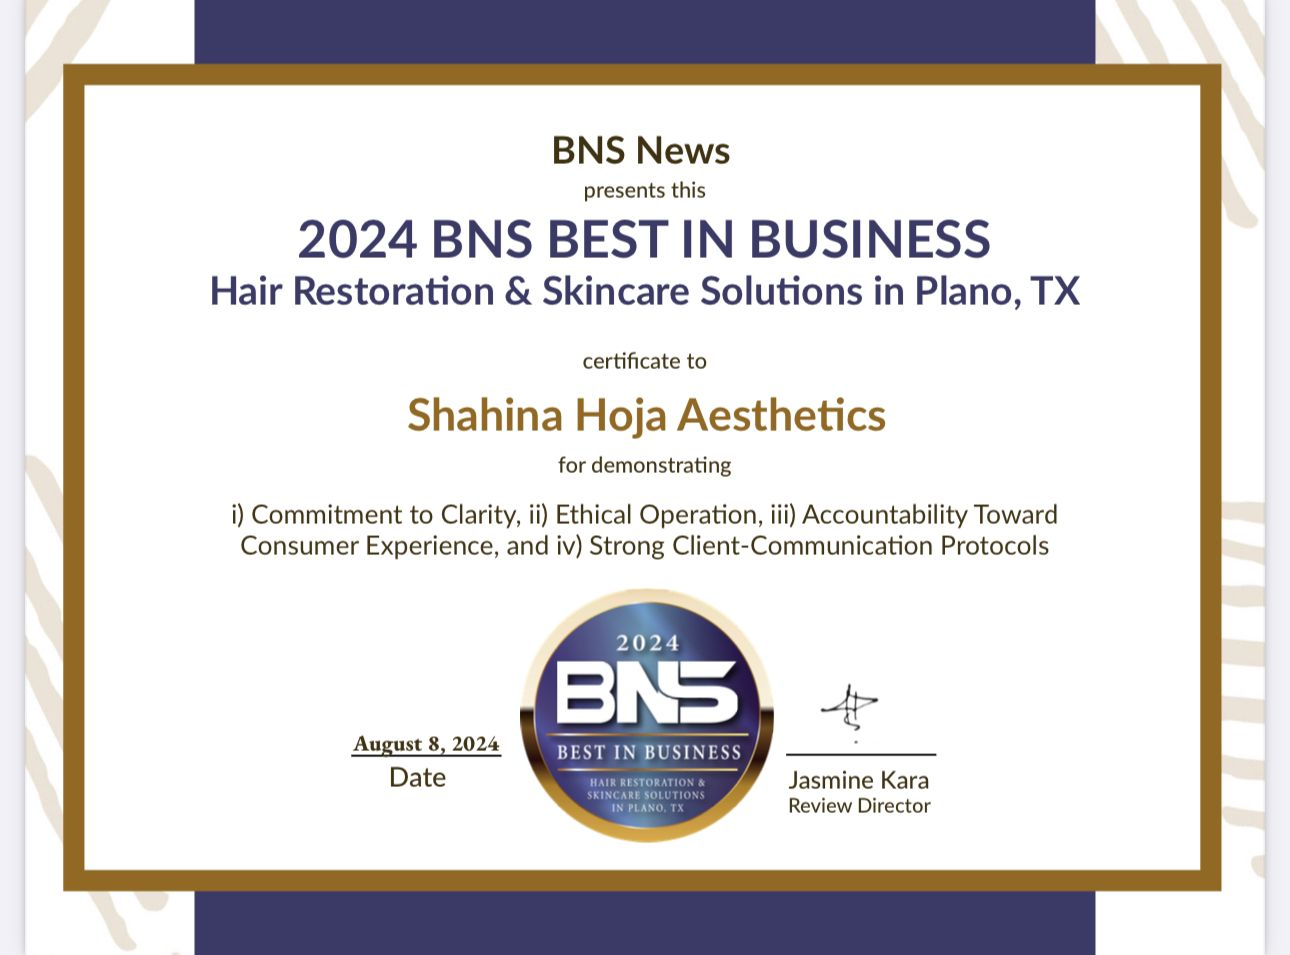 BNS News
presents this
2024 BNS BEST IN BUSINESS
Hair Restoration & Skincare Solutions in Plano, TX
certificate to
Shahina Hoja Aesthetics
for demonstrating
i) Commitment to Clarity, ii) Ethical Operation, iii) Accountability Toward
Consumer Experience, and iv) Strong Client-Communication Protocols
2024
BNS
BEST IN BUSINESS
HAIR RESTORATION &
SKINCARE SOLUTIONS
IN PLANO, TX
August 8, 2024
Date
Jasmine Kara
Review Director